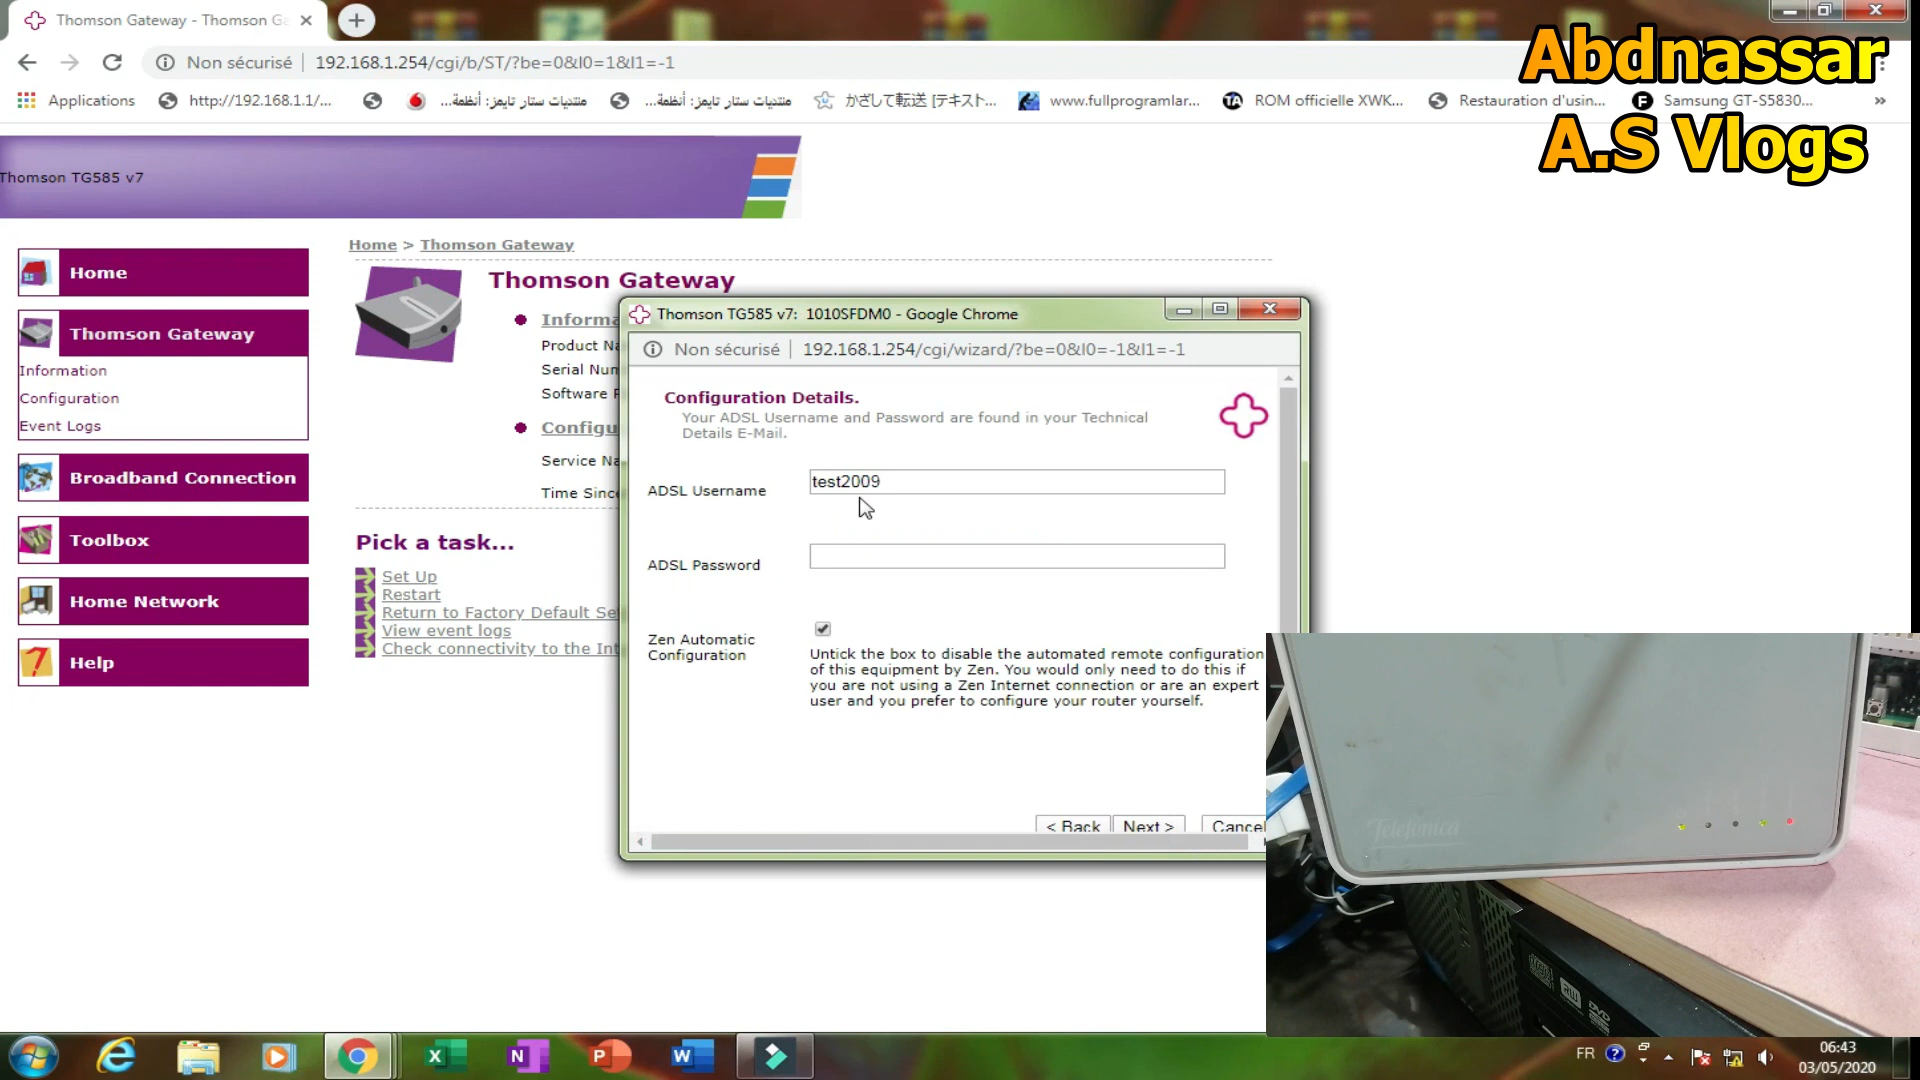 Thomson Gateway - Thomson Ga
Non sécurisé | 192.168.1.254/cgi/b/ST/?be=0&l0=1&l1=-1
Abdnassar
A.S Vlogs
Applications
http://192.168.1.1/...
منتديات ستار تايمز: أنظمة...
منتديات ستار تايمز: أنظمة...
かざして転送 [テキスト...
www.fullprogramlar...
ROM officielle XWK...
Restauration d'usin...
Samsung GT-S5830...
»
Thomson TG585 v7
Home > Thomson Gateway
Home
Thomson Gateway
Information
Configuration
Event Logs
Broadband Connection
Toolbox
Home Network
Help
Thomson Gateway
Informa
Product Na
Serial Num
Software
Configu
Service Na
Time Since
Pick a task...
Set Up
Restart
Return to Factory Default Set
View event logs
Check connectivity to the Int
Thomson TG585 v7: 1010SFDM0 - Google Chrome
Non sécurisé | 192.168.1.254/cgi/wizard/?be=0&l0=-1&l1=-1
Configuration Details.
Your ADSL Username and Password are found in your Technical
Details E-Mail.
ADSL Username
test2009
ADSL Password
Zen Automatic
Configuration
Untick the box to disable the automated remote configuration
of this equipment by Zen. You would only need to do this if
you are not using a Zen Internet connection or are an expert
user and you prefer to configure your router yourself.
< Back
Next >
Cancel
Telefonica
FR
06:43
03/05/2020